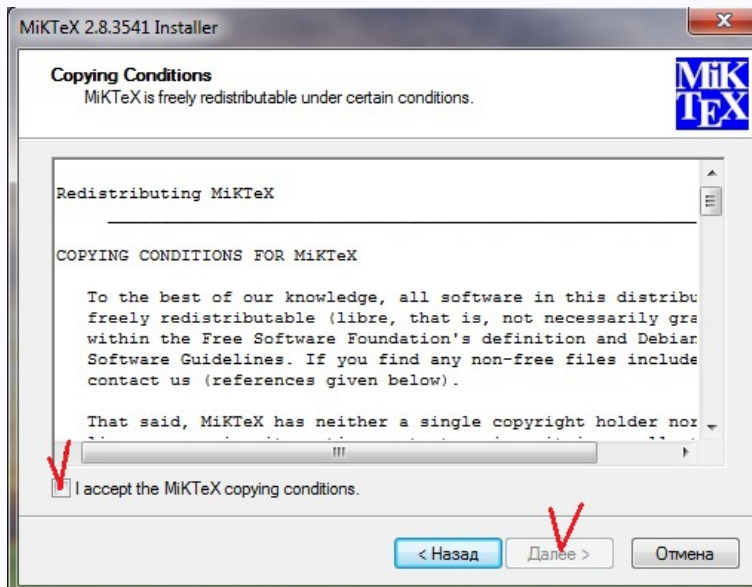 MiKTeX 2.8.3541 Installer
Copying Conditions
MiKTeX is freely redistributable under certain conditions.
MiK
TEX
Redistributing MiKTeX
COPYING CONDITIONS FOR MiKTeX
To the best of our knowledge, all software in this distribu
freely redistributable (libre, that is, not necessarily gra
within the Free Software Foundation's definition and Debian
Software Guidelines. If you find any non-free files include
contact us (references given below).
That said, MiKTeX has neither a single copyright holder nor
I accept the MiKTeX copying conditions.
< Назад
Далее >
Отмена